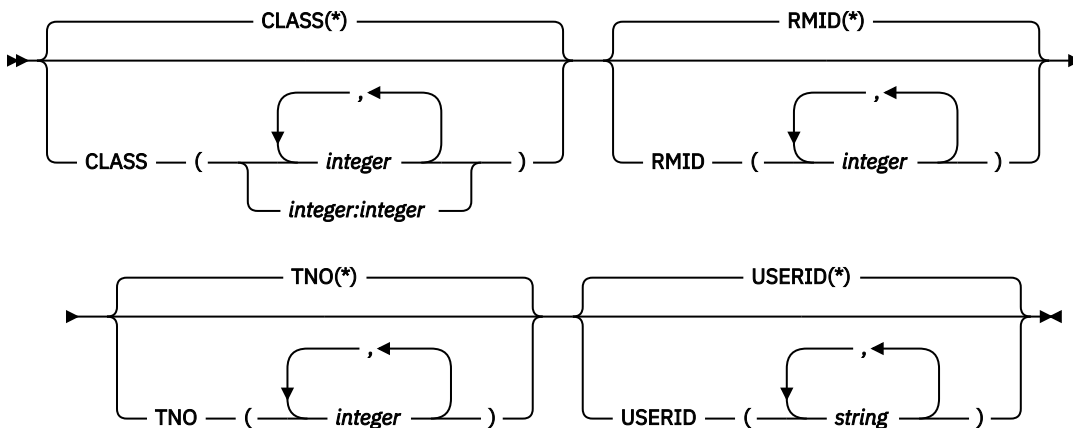 CLASS(*) RMID(*)
, ,
CLASS ( integer ) RMID ( integer )
integer:integer
TNO(*) USERID(*)
, ,
TNO ( integer ) USERID ( string )